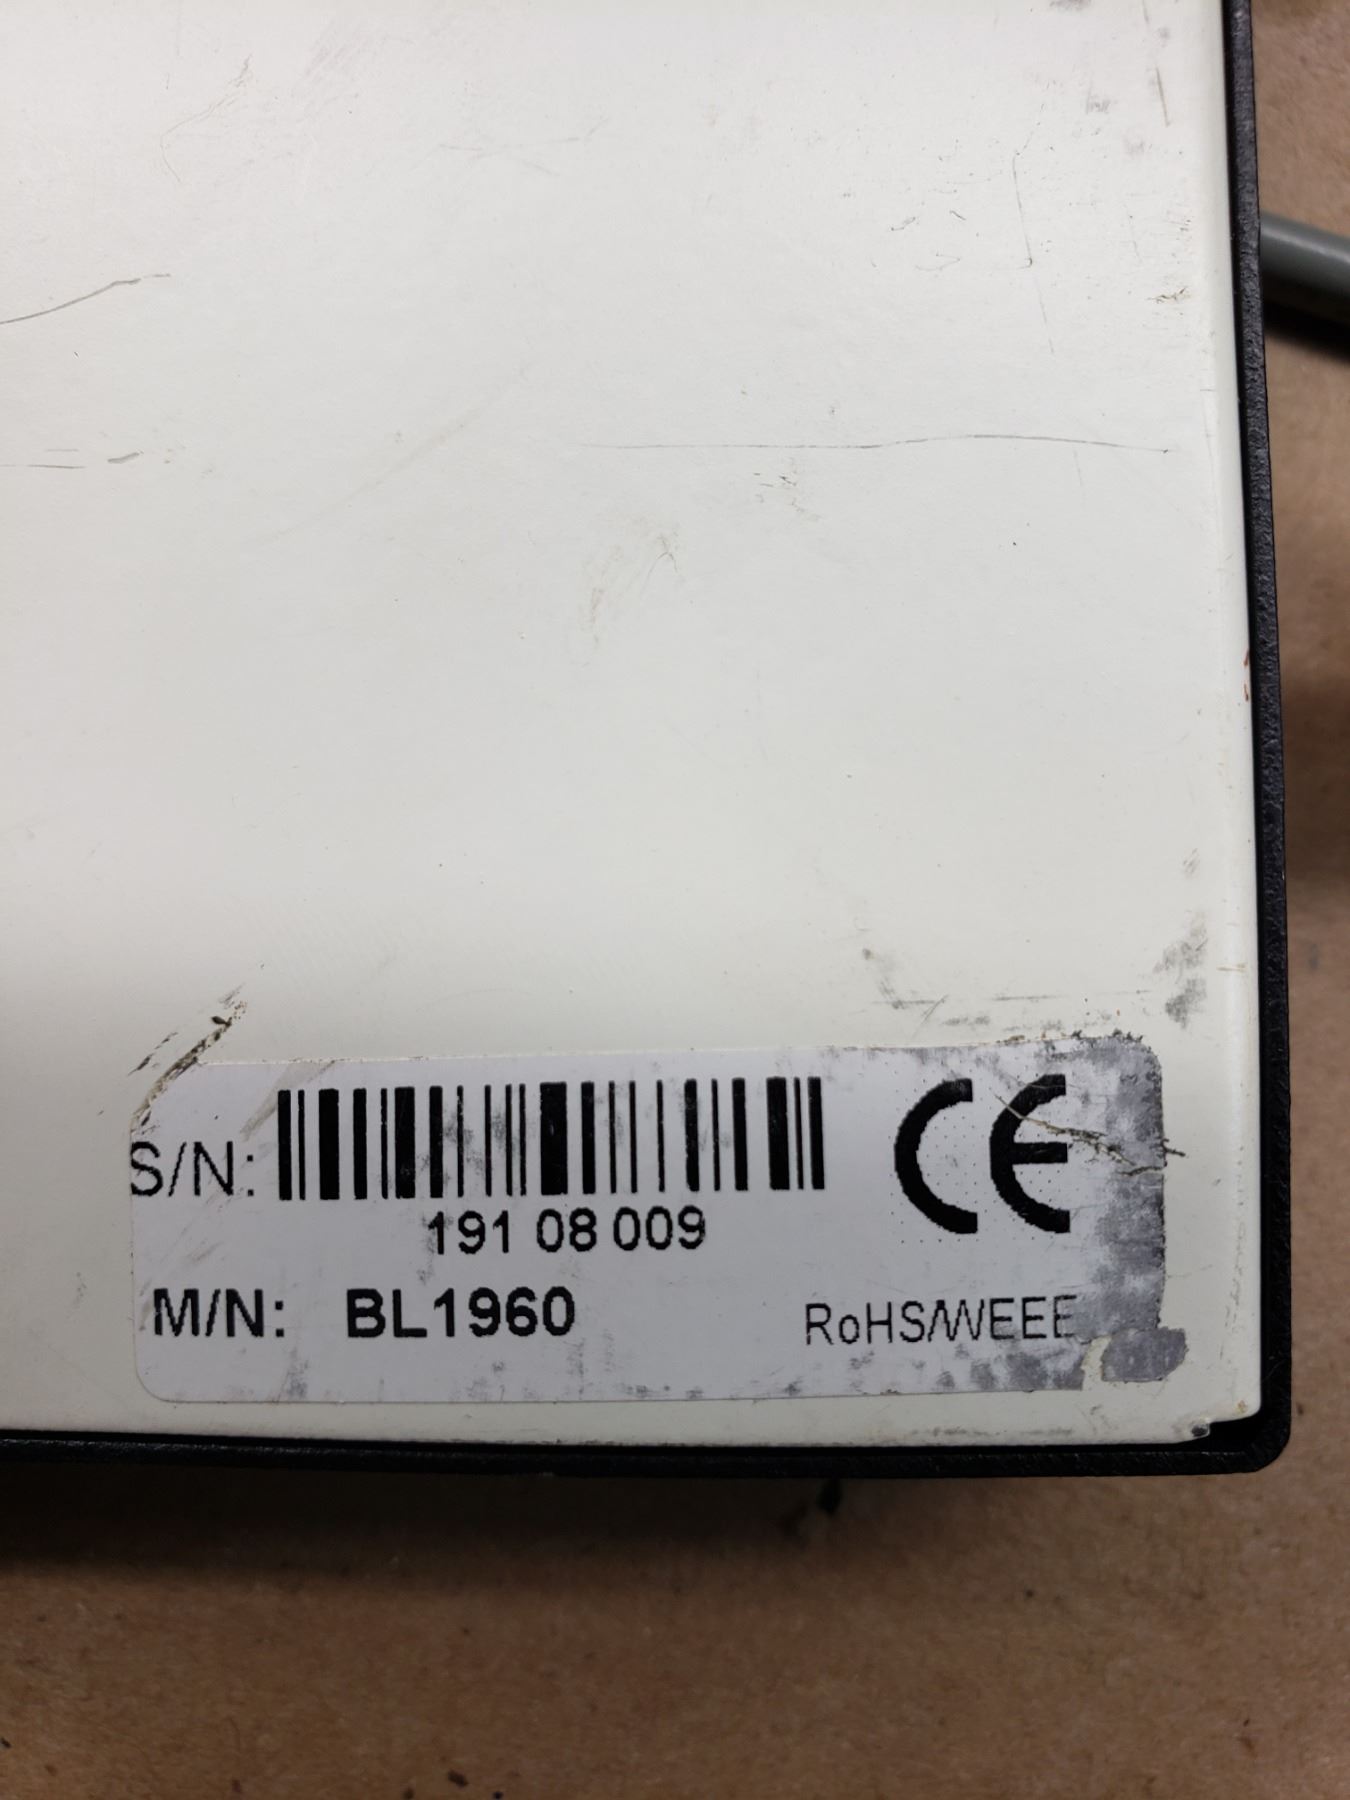 S/N:
191 08 009
CE
M/N: BL1960
RoHS/WEEE